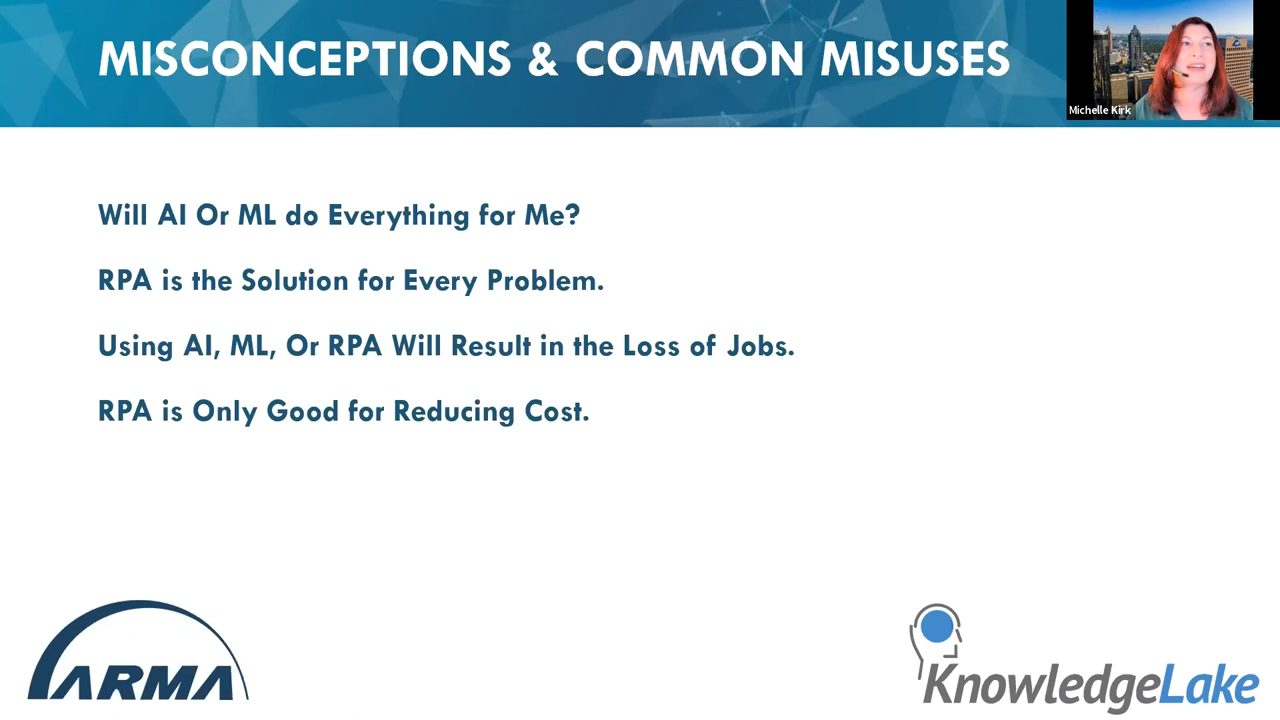 MISCONCEPTIONS & COMMON MISUSES
Michelle Kirk
Will AI Or ML do Everything for Me?
RPA is the Solution for Every Problem.
Using AI, ML, Or RPA Will Result in the Loss of Jobs.
RPA is Only Good for Reducing Cost.
ARMA
KnowledgeLake